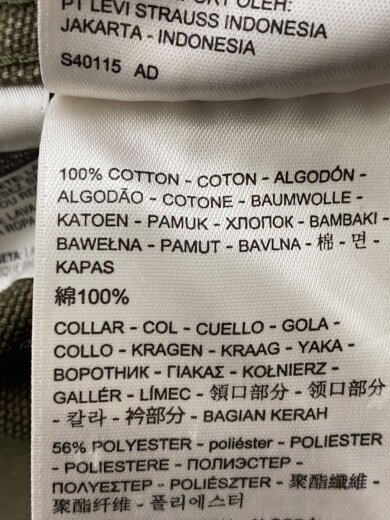 PT LEVI STRAUSS INDONESIA
JAKARTA - INDONESIA
S40115 AD
100% COTTON - COTON - ALGODÓN -
ALGODÃO - COTONE - BAUMWOLLE -
KATOEN - PAMUK - ХЛОПОК - ΒΑΜΒΑΚΙ -
BAWEŁNA - PAMUT - BAVLNA - 棉 - 면 -
KAPAS
綿100%
COLLAR - COL - CUELLO - GOLA -
COLLO - KRAGEN - KRAAG - YAKA -
ВОРОТНИК - ΓΙΑΚΑΣ - KOŁNIERZ -
GALLÉR - LÍMEC - 領口部分 - 领口部分
- 칼라 - 衿部分 - BAGIAN KERAH
56% POLYESTER - poliéster - POLIESTER
- POLIESTERE - ПОЛИЭСТЕР -
ΠΟΛΥΕΣΤΕΡ - POLIÉSZTER - 聚酯纖維 -
聚酯纤维 - 폴리에스터